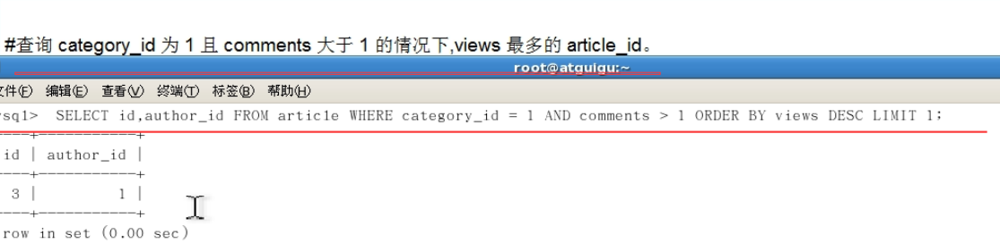 #查询 category_id 为 1 且 comments 大于 1 的情况下,views 最多的 article_id。
root@atguigu:~
文件(F) 编辑(E) 查看(V) 终端(T) 标签(B) 帮助(H)
ysql> SELECT id,author_id FROM article WHERE category_id = 1 AND comments > 1 ORDER BY views DESC LIMIT 1;
----+-----------+
id | author_id |
----+-----------+
3 | 1 |
----+-----------+
row in set (0.00 sec)